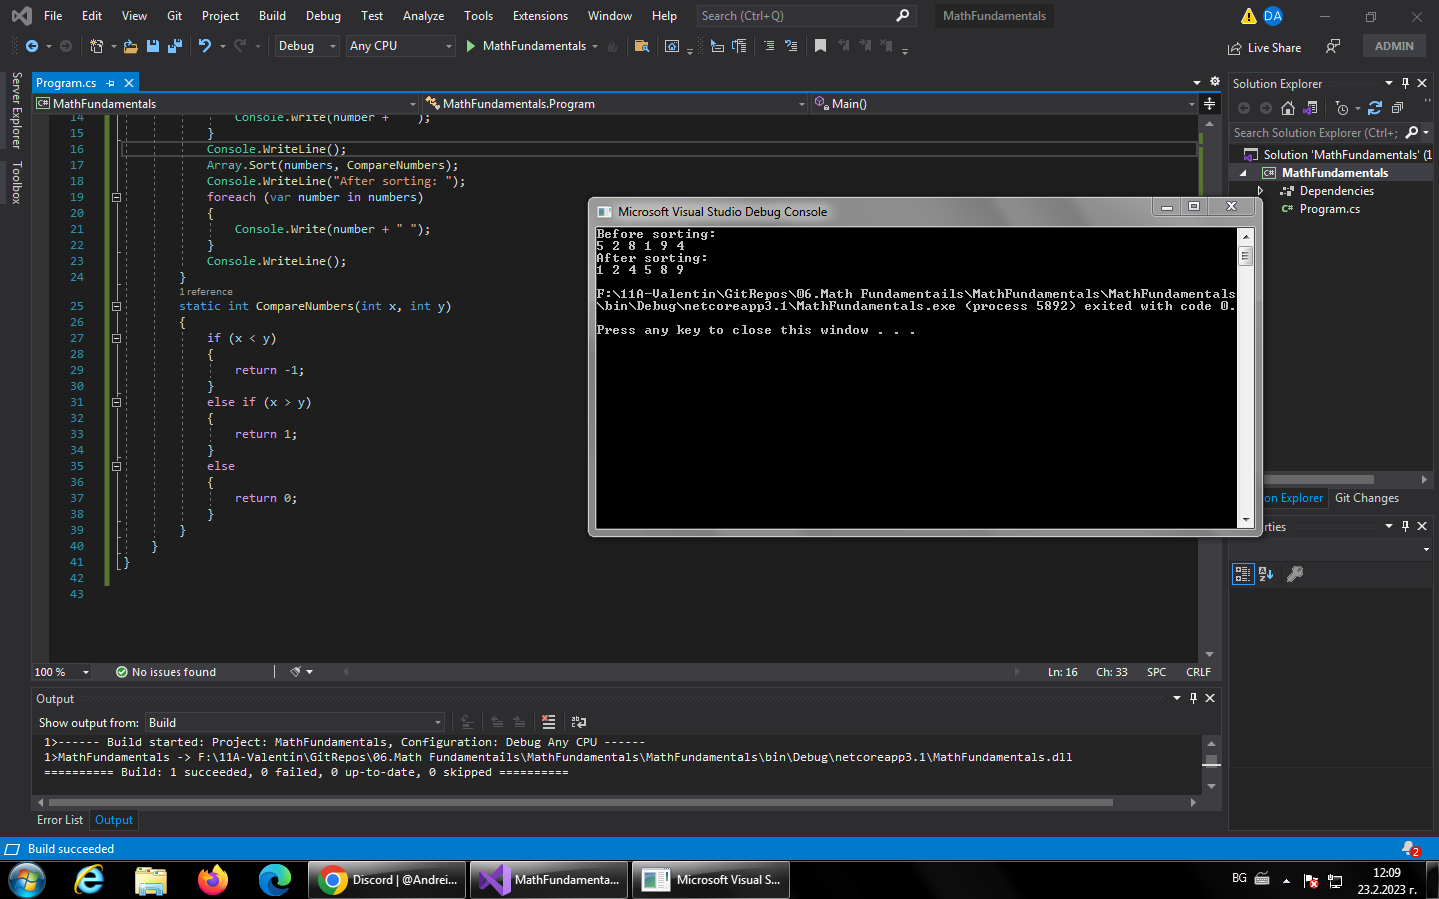 File Edit View Git Project Build Debug Test Analyze Tools Extensions Window Help Search (Ctrl+Q) MathFundamentals DA
Debug Any CPU MathFundamentals Live Share ADMIN
Server Explorer
Toolbox
Program.cs
C# MathFundamentals MathFundamentals.Program Main()
14 Console.Write(number + " ");
15 }
16 Console.WriteLine();
17 Array.Sort(numbers, CompareNumbers);
18 Console.WriteLine("After sorting: ");
19 foreach (var number in numbers)
20 {
21 Console.Write(number + " ");
22 }
23 Console.WriteLine();
24 }
1 reference
25 static int CompareNumbers(int x, int y)
26 {
27 if (x < y)
28 {
29 return -1;
30 }
31 else if (x > y)
32 {
33 return 1;
34 }
35 else
36 {
37 return 0;
38 }
39 }
40 }
41 }
42
43
100 % No issues found Ln: 16 Ch: 33 SPC CRLF
Microsoft Visual Studio Debug Console
Before sorting:
5 2 8 1 9 4
After sorting:
1 2 4 5 8 9
F:\11A-Valentin\GitRepos\06.Math Fundamentails\MathFundamentals\MathFundamentals
\bin\Debug\netcoreapp3.1\MathFundamentals.exe (process 5892) exited with code 0.
Press any key to close this window . . .
Solution Explorer
Search Solution Explorer (Ctrl+;
Solution 'MathFundamentals' (1
C# MathFundamentals
Dependencies
C# Program.cs
on Explorer Git Changes
rties
Output
Show output from: Build
1>------ Build started: Project: MathFundamentals, Configuration: Debug Any CPU ------
1>MathFundamentals -> F:\11A-Valentin\GitRepos\06.Math Fundamentails\MathFundamentals\MathFundamentals\bin\Debug\netcoreapp3.1\MathFundamentals.dll
========== Build: 1 succeeded, 0 failed, 0 up-to-date, 0 skipped ==========
Error List Output
Build succeeded 2
Discord | @Andrei... MathFundamenta... Microsoft Visual S... BG 12:09
23.2.2023 г.